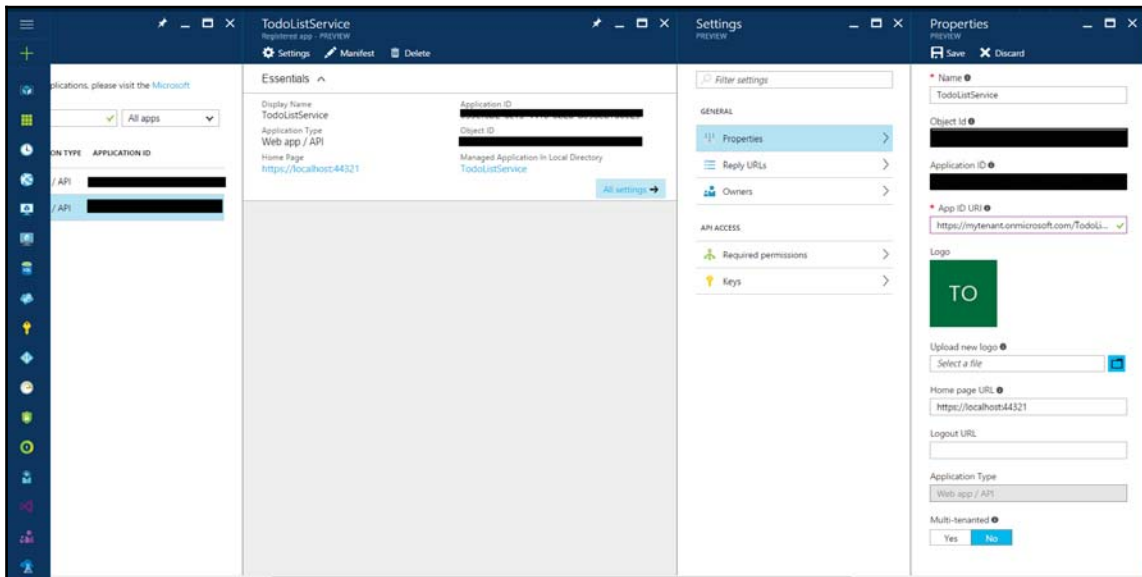 plications, please visit the Microsoft
All apps
ON TYPE APPLICATION ID
/ API
/ API
TodoListService
Registered app - PREVIEW
Settings Manifest Delete
Essentials
Display Name
TodoListService
Application Type
Web app / API
Home Page
https://localhost:44321
Application ID
Object ID
Managed Application In Local Directory
TodoListService
All settings
Settings
PREVIEW
Filter settings
GENERAL
Properties
Reply URLs
Owners
API ACCESS
Required permissions
Keys
Properties
PREVIEW
Save Discard
* Name
TodoListService
Object Id
Application ID
* App ID URI
https://mytenant.onmicrosoft.com/TodoLi...
Logo
TO
Upload new logo
Select a file
Home page URL
https://localhost:44321
Logout URL
Application Type
Web app / API
Multi-tenanted
Yes No